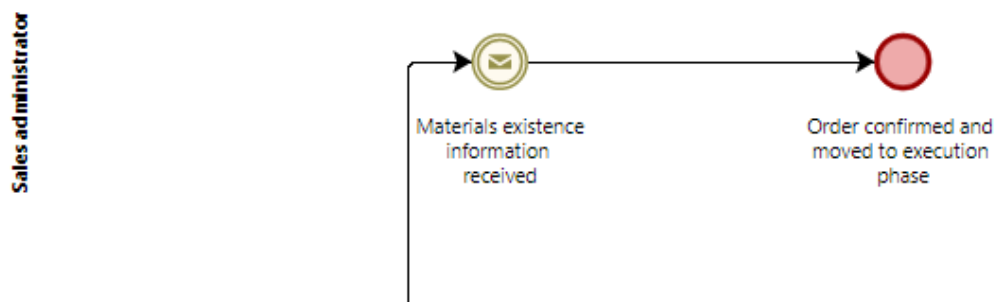 Sales administrator
Materials existence
information
received
Order confirmed and
moved to execution
phase